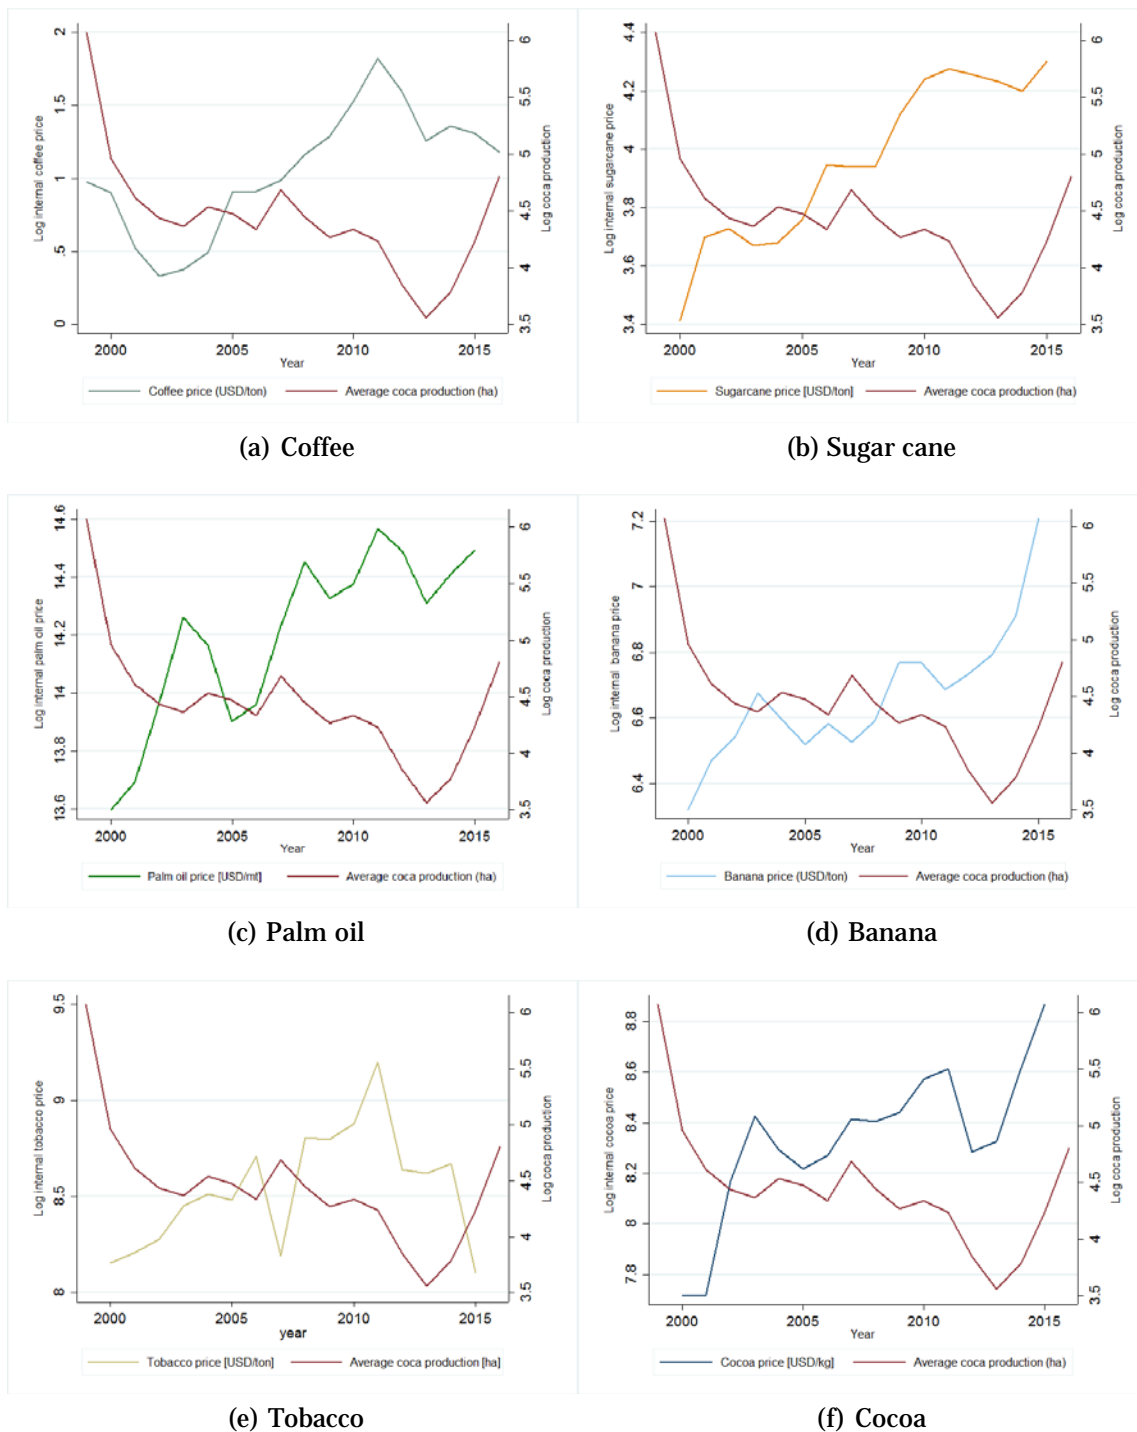 Log internal coffee price
0 .5 1 1.5 2
Log coca production
3.5 4 4.5 5 5.5 6
2000 2005 2010 2015
Year
Coffee price (USD/ton) Average coca production (ha)
(a) Coffee
Log internal sugarcane price
3.4 3.6 3.8 4 4.2 4.4
Log coca production
3.5 4 4.5 5 5.5 6
2000 2005 2010 2015
Year
Sugarcane price [USD/ton] Average coca production (ha)
(b) Sugar cane
Log internal palm oil price
13.6 13.8 14 14.2 14.4 14.6
Log coca production
3.5 4 4.5 5 5.5 6
2000 2005 2010 2015
Year
Palm oil price [USD/mt] Average coca production (ha)
(c) Palm oil
Log internal banana price
6.4 6.6 6.8 7 7.2
Log coca production
3.5 4 4.5 5 5.5 6
2000 2005 2010 2015
Year
Banana price (USD/ton) Average coca production (ha)
(d) Banana
Log internal tobacco price
8 8.5 9 9.5
Log coca production
3.5 4 4.5 5 5.5 6
2000 2005 2010 2015
year
Tobacco price [USD/ton] Average coca production [ha]
(e) Tobacco
Log internal cocoa price
7.8 8 8.2 8.4 8.6 8.8
Log coca production
3.5 4 4.5 5 5.5 6
2000 2005 2010 2015
Year
Cocoa price [USD/kg] Average coca production (ha)
(f) Cocoa